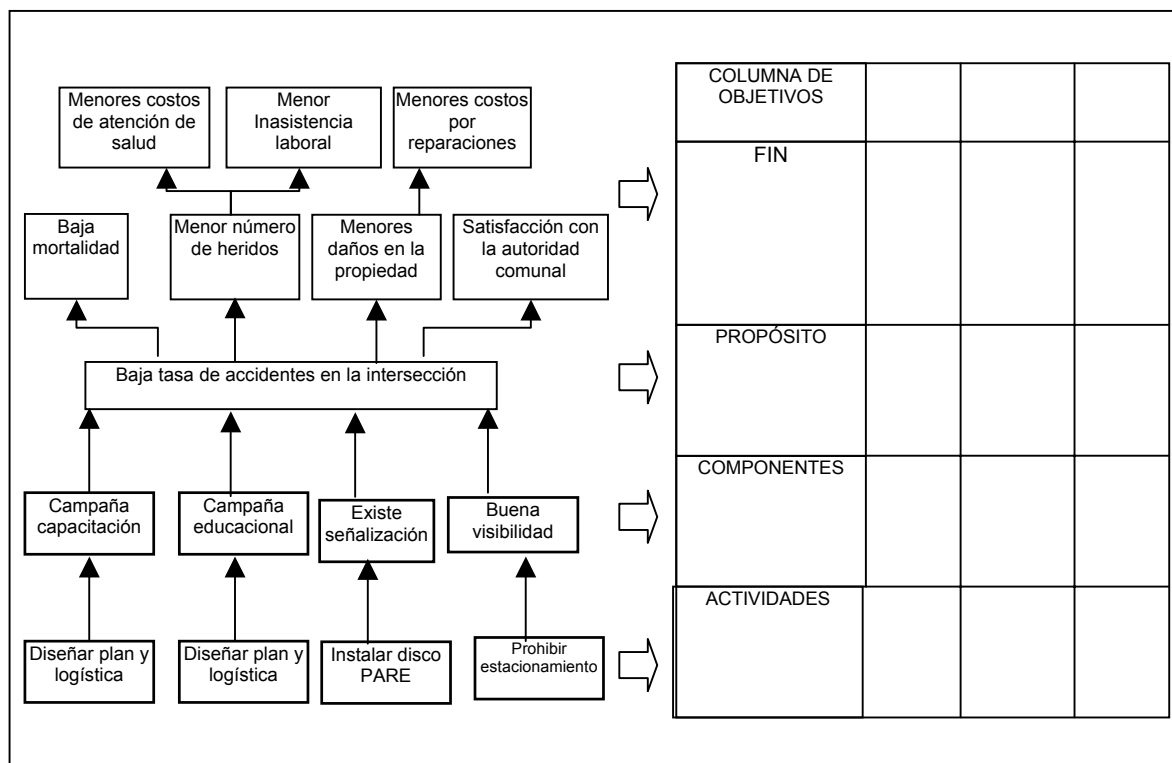 Menores costos
de atención de
salud
Menor
Inasistencia
laboral
Menores costos
por
reparaciones
Baja
mortalidad
Menor número
de heridos
Menores
daños en la
propiedad
Satisfacción con
la autoridad
comunal
Baja tasa de accidentes en la intersección
Campaña
capacitación
Campaña
educacional
Existe
señalización
Buena
visibilidad
Diseñar plan y
logística
Diseñar plan y
logística
Instalar disco
PARE
Prohibir
estacionamiento
COLUMNA DE
OBJETIVOS
FIN
PROPÓSITO
COMPONENTES
ACTIVIDADES